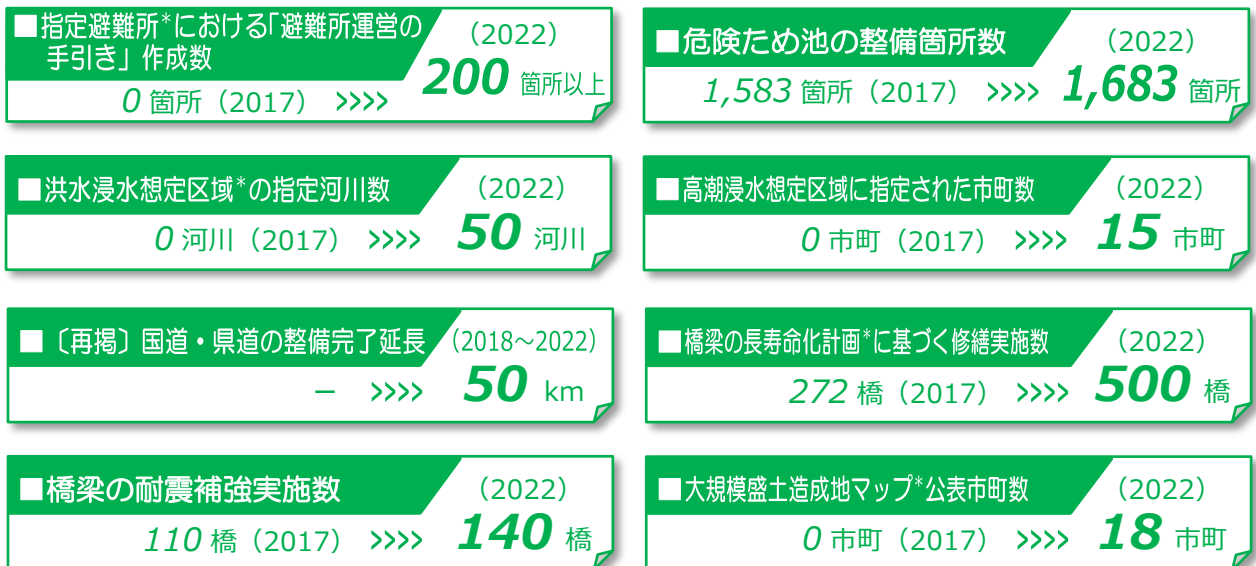 ■指定避難所*における「避難所運営の
手引き」作成数
(2022)
0 箇所（2017） >>>> 200 箇所以上
■危険ため池の整備箇所数
（2022）
1,583 箇所（2017） >>>> 1,683 箇所
■洪水浸水想定区域*の指定河川数
（2022）
0 河川（2017） >>>> 50 河川
■高潮浸水想定区域に指定された市町数
（2022）
0 市町（2017） >>>> 15 市町
■〔再掲〕国道・県道の整備完了延長
(2018～2022)
－ >>>> 50 km
■橋梁の長寿命化計画*に基づく修繕実施数
（2022）
272 橋（2017） >>>> 500 橋
■橋梁の耐震補強実施数
（2022）
110 橋（2017） >>>> 140 橋
■大規模盛土造成地マップ*公表市町数
（2022）
0 市町（2017） >>>> 18 市町